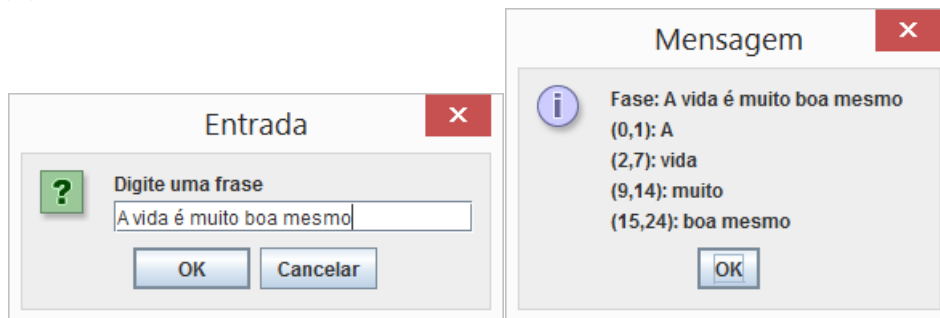 Entrada
Digite uma frase
A vida é muito boa mesmo
OK
Cancelar
Mensagem
Fase: A vida é muito boa mesmo
(0,1): A
(2,7): vida
(9,14): muito
(15,24): boa mesmo
OK